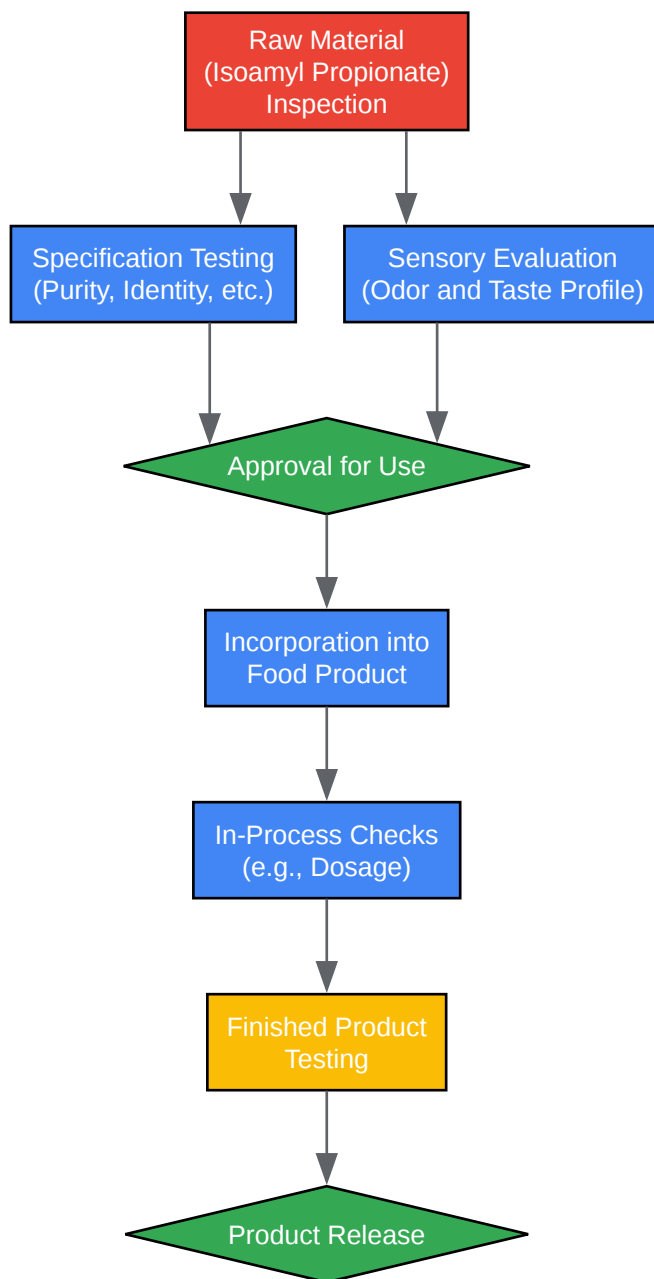 Raw Material
(Isoamyl Propionate)
Inspection
Specification Testing
(Purity, Identity, etc.)
Sensory Evaluation
(Odor and Taste Profile)
Approval for Use
Incorporation into
Food Product
In-Process Checks
(e.g., Dosage)
Finished Product
Testing
Product Release